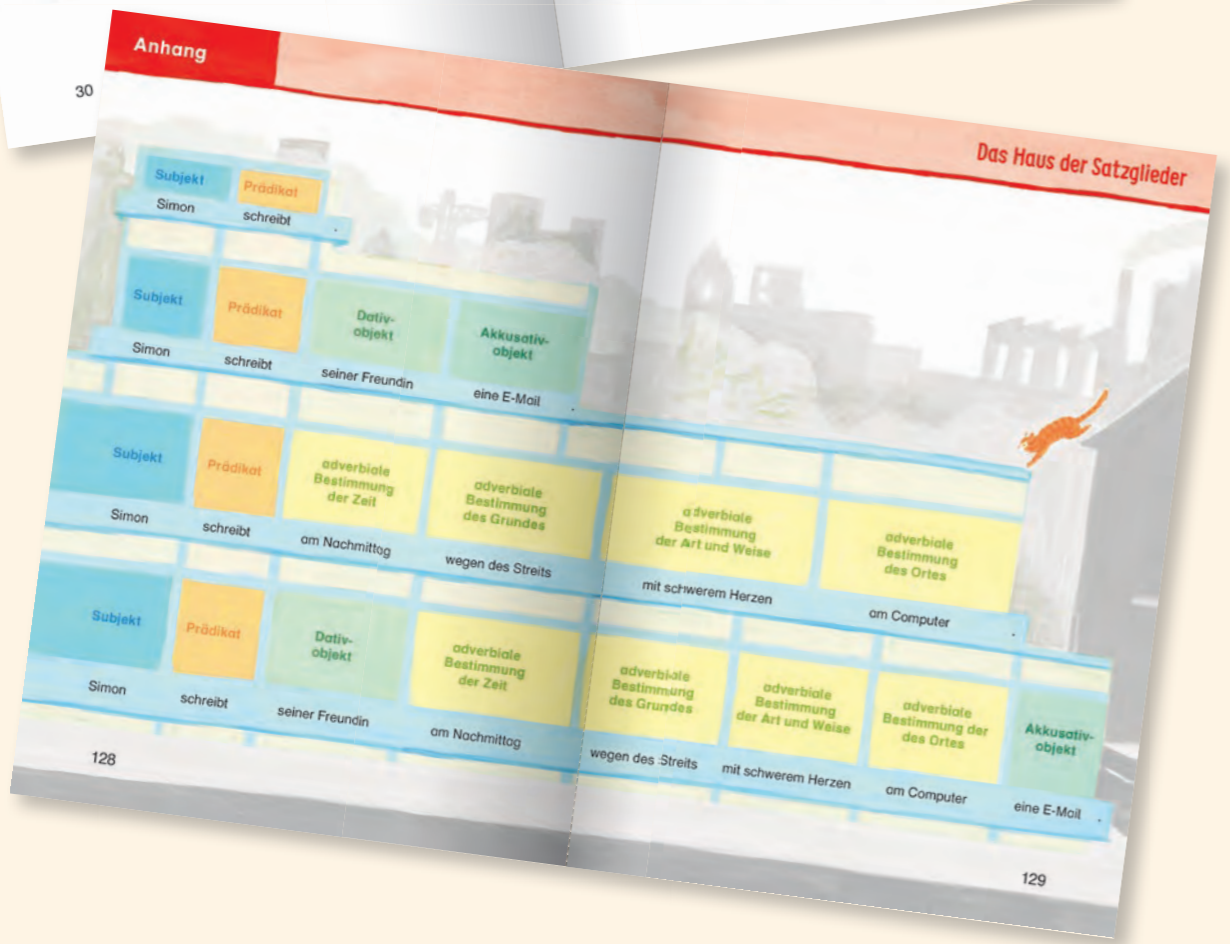 30
Anhang
Das Haus der Satzglieder
Subjekt Prädikat
Simon schreibt .
Subjekt Prädikat Dativ-
objekt Akkusativ-
objekt
Simon schreibt seiner Freundin eine E-Mail .
Subjekt Prädikat adverbiale
Bestimmung
der Zeit adverbiale
Bestimmung
des Grundes adverbiale
Bestimmung
der Art und Weise adverbiale
Bestimmung
des Ortes
Simon schreibt am Nachmittag wegen des Streits mit schwerem Herzen am Computer .
Subjekt Prädikat Dativ-
objekt adverbiale
Bestimmung
der Zeit adverbiale
Bestimmung
des Grundes adverbiale
Bestimmung
der Art und Weise adverbiale
Bestimmung der
des Ortes Akkusativ-
objekt
Simon schreibt seiner Freundin am Nachmittag wegen des Streits mit schwerem Herzen am Computer eine E-Mail .
128
129